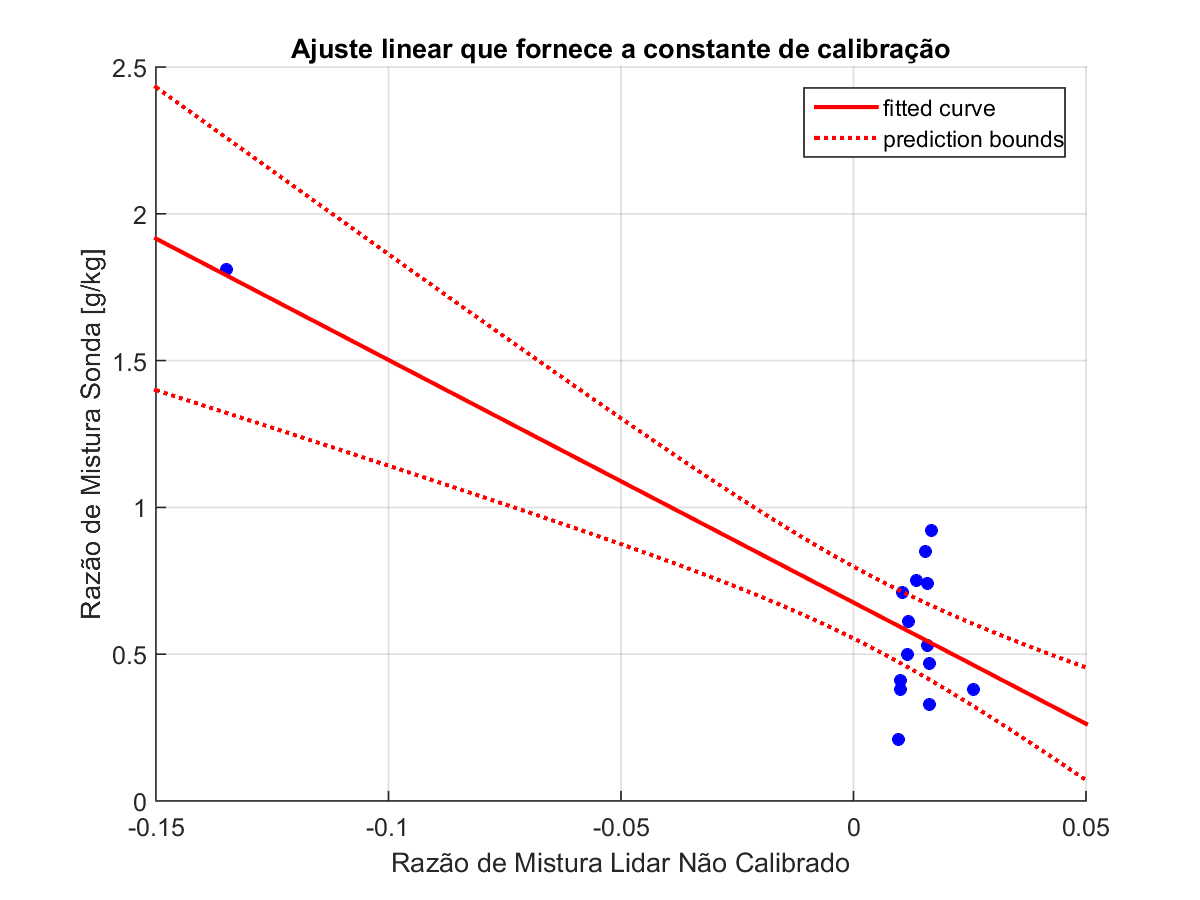 Ajuste linear que fornece a constante de calibração
2.5
2
1.5
1
0.5
0
-0.15
-0.1
-0.05
0
0.05
fitted curve
prediction bounds
Razão de Mistura Sonda [g/kg]
Razão de Mistura Lidar Não Calibrado